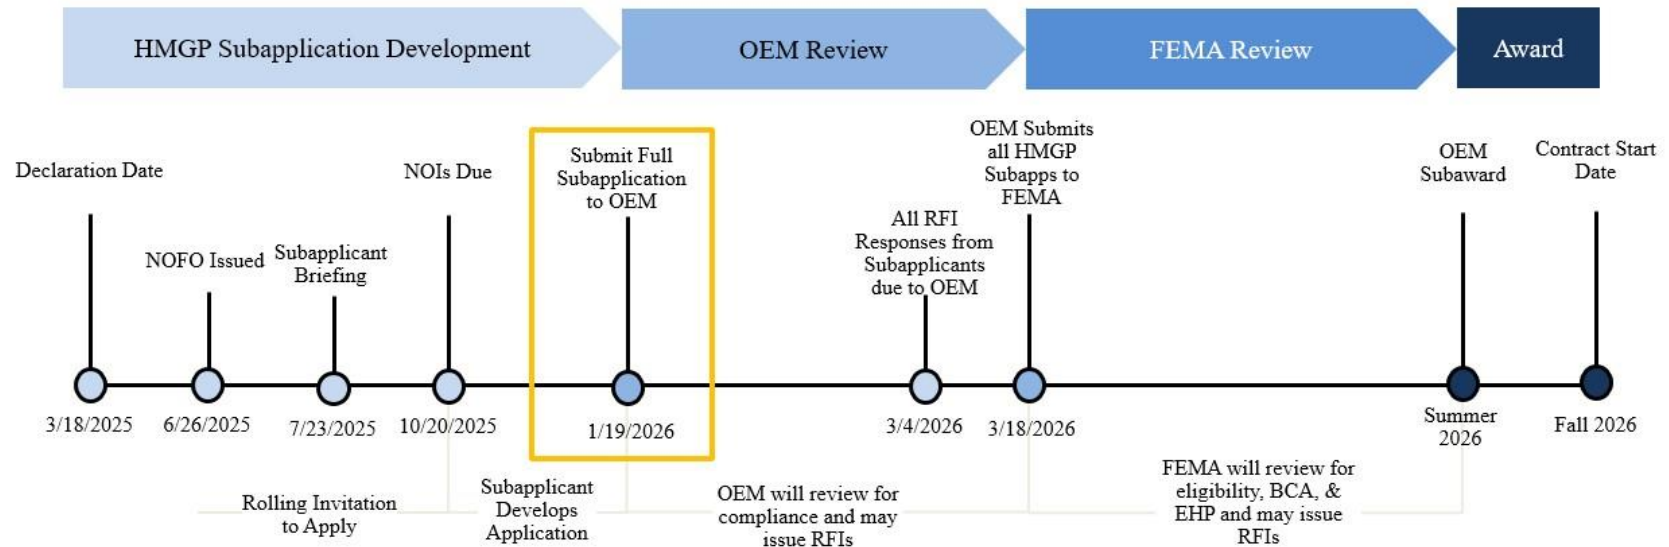 HMGP Subapplication Development
OEM Review
FEMA Review
Award
Declaration Date
3/18/2025
NOFO Issued
6/26/2025
Subapplicant
Briefing
7/23/2025
NOIs Due
10/20/2025
Submit Full
Subapplication
to OEM
1/19/2026
All RFI
Responses from
Subapplicants
due to OEM
3/4/2026
OEM Submits
all HMGP
Subapps to
FEMA
3/18/2026
OEM
Subaward
Summer
2026
Contract Start
Date
Fall 2026
Rolling Invitation
to Apply
Subapplicant
Develops
Application
OEM will review for
compliance and may
issue RFIs
FEMA will review for
eligibility, BCA, &
EHP and may issue
RFIs